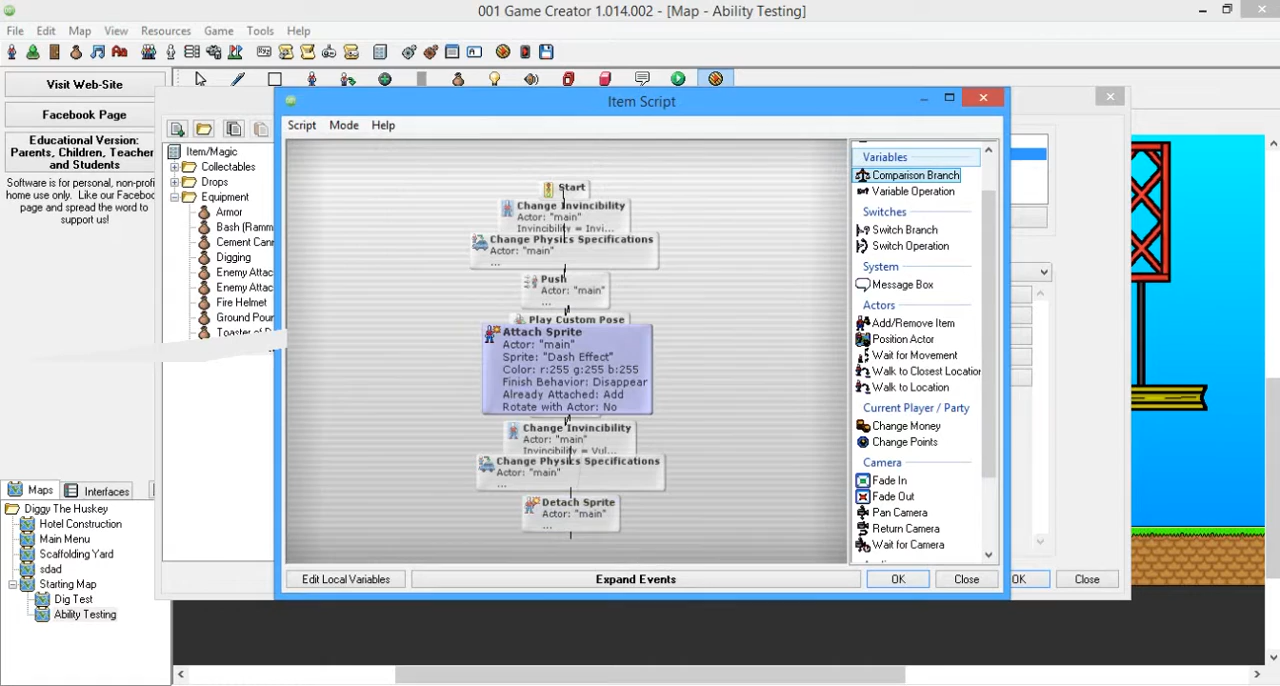 001 Game Creator 1.014.002 - [Map - Ability Testing]
File Edit Map View Resources Game Tools Help
Visit Web-Site
Facebook Page
Educational Version:
Parents, Children, Teache
and Students
Software is for personal, non-profi
home use only. Like our Faceboo
page and spread the word to
support us!
Item/Magic
Collectables
Drops
Equipment
Armor
Bash (Ramm
Cement Cann
Digging
Enemy Attac
Enemy Attac
Fire Helmet
Ground Pour
Toaster of D
Item Script
Script Mode Help
Start
Change Invincibility
Actor: "main"
Invincibility = Invi...
Change Physics Specifications
Actor: "main"
...
Push
Actor: "main"
...
Play Custom Pose
Attach Sprite
Actor: "main"
Sprite: "Dash Effect"
Color: r:255 g:255 b:255
Finish Behavior: Disappear
Already Attached: Add
Rotate with Actor: No
Change Invincibility
Actor: "main"
Invincibility = Vul...
Change Physics Specifications
Actor: "main"
...
Detach Sprite
Actor: "main"
...
Variables
Comparison Branch
Variable Operation
Switches
Switch Branch
Switch Operation
System
Message Box
Actors
Add/Remove Item
Position Actor
Wait for Movement
Walk to Closest Location
Walk to Location
Current Player / Party
Change Money
Change Points
Camera
Fade In
Fade Out
Pan Camera
Return Camera
Wait for Camera
Edit Local Variables
Expand Events
OK
Close
OK
Close
Maps
Interfaces
Diggy The Huskey
Hotel Construction
Main Menu
Scaffolding Yard
sdad
Starting Map
Dig Test
Ability Testing